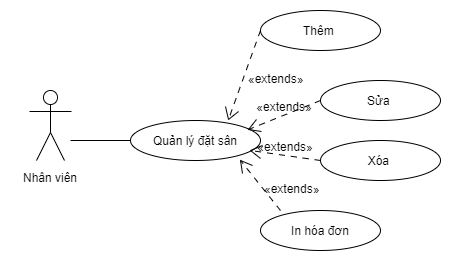 Thêm
«extends»
«extends»
Sửa
Quản lý đặt sân
«extends»
Xóa
Nhân viên
«extends»
In hóa đơn